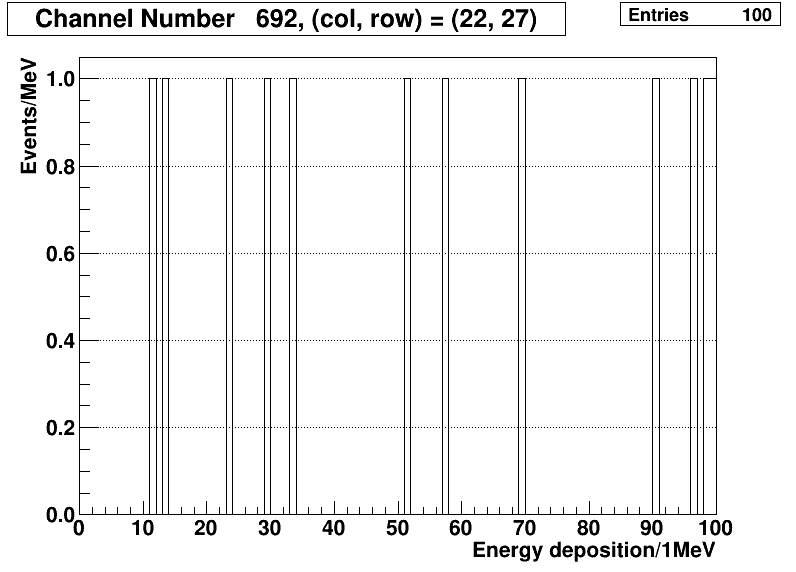 Channel Number 692, (col, row) = (22, 27)
Entries 100
Events/MeV
1.0
0.8
0.6
0.4
0.2
0.0
0 10 20 30 40 50 60 70 80 90 100
Energy deposition/1MeV